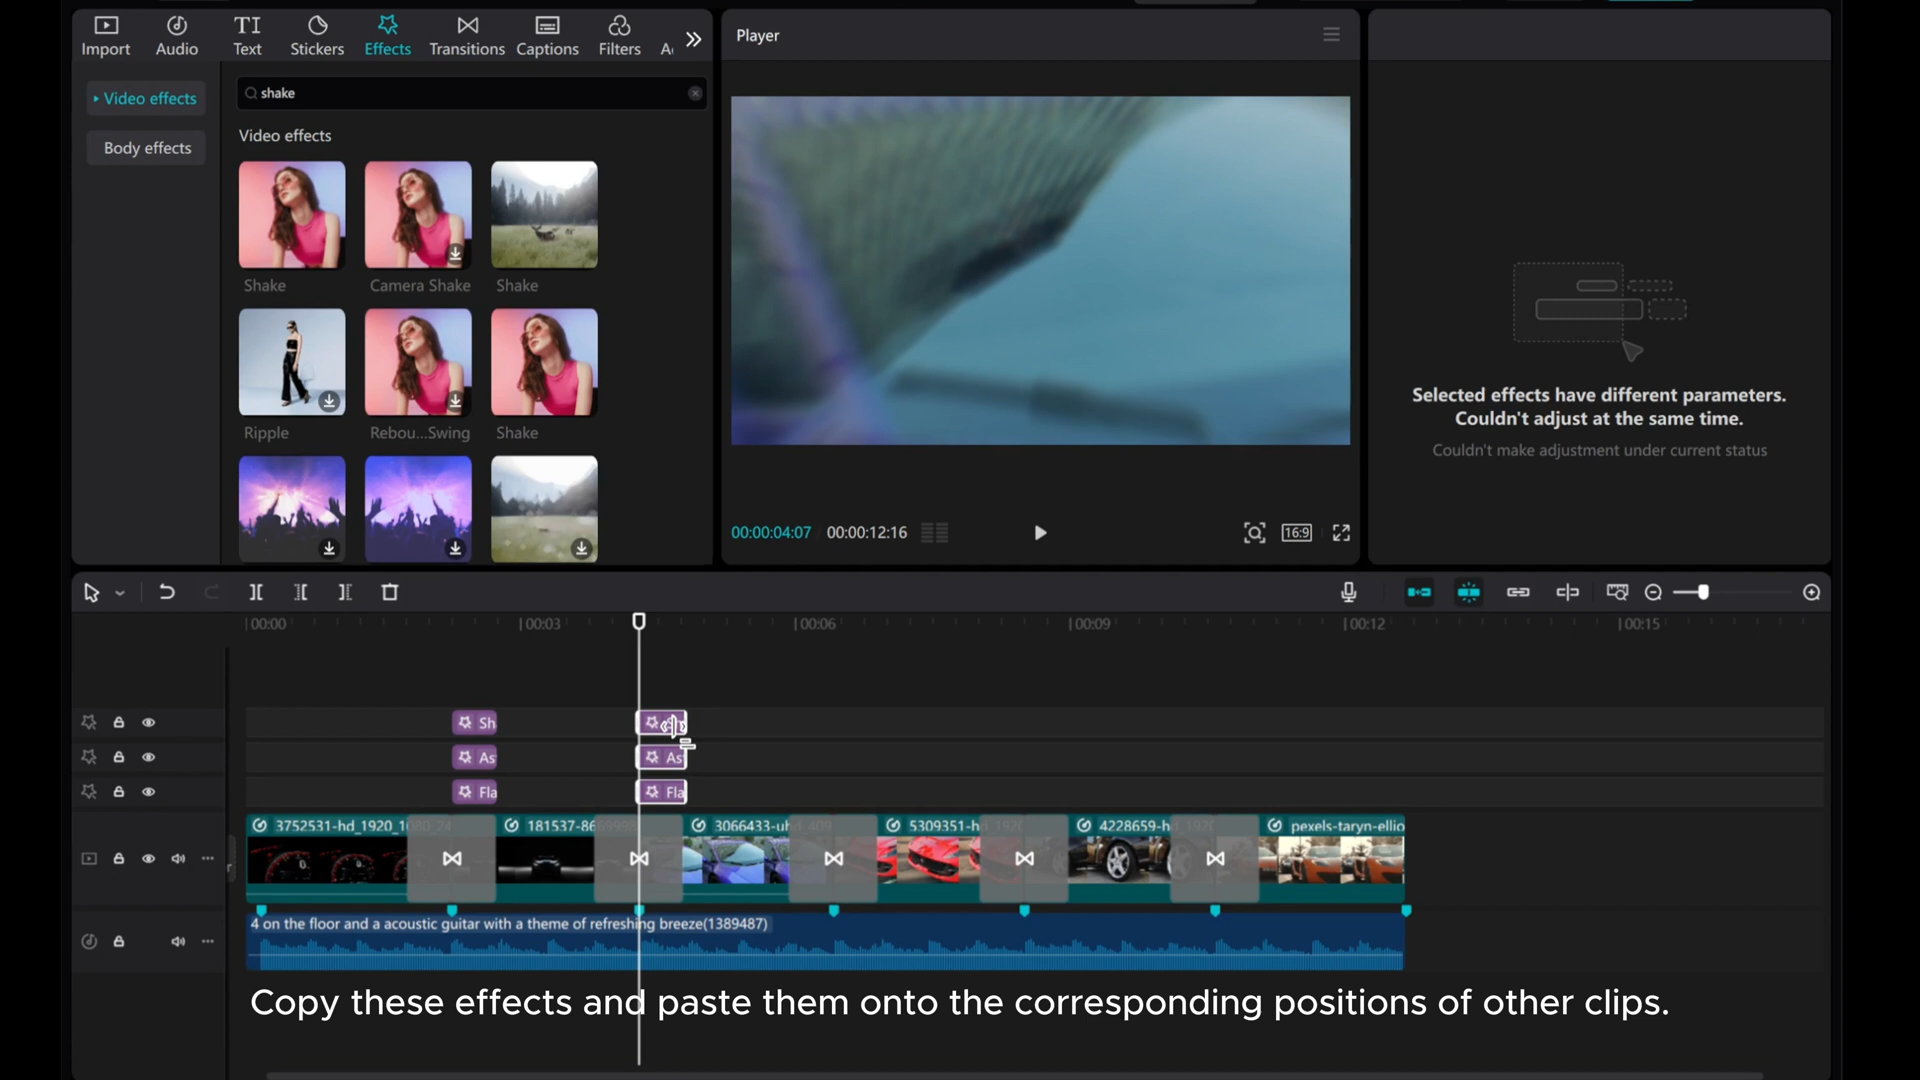 Import
Audio
TI
Text
Stickers
Effects
Transitions
Captions
Filters
Video effects
Body effects
shake
Video effects
Shake
Camera Shake
Shake
Ripple
Rebou...Swing
Shake
Player
00:00:04:07
00:00:12:16
16:9
Selected effects have different parameters.
Couldn't adjust at the same time.
Couldn't make adjustment under current status
00:00
00:03
00:06
00:09
00:12
00:15
Sh
As
As
Fla
Fla
3752531-hd_1920_1080_24
181537-86
3066433-uhd_409
5309351-hd_1920
4228659-hd_1920
pexels-taryn-ellio
4 on the floor and a acoustic guitar with a theme of refreshing breeze(1389487)
Copy these effects and paste them onto the corresponding positions of other clips.